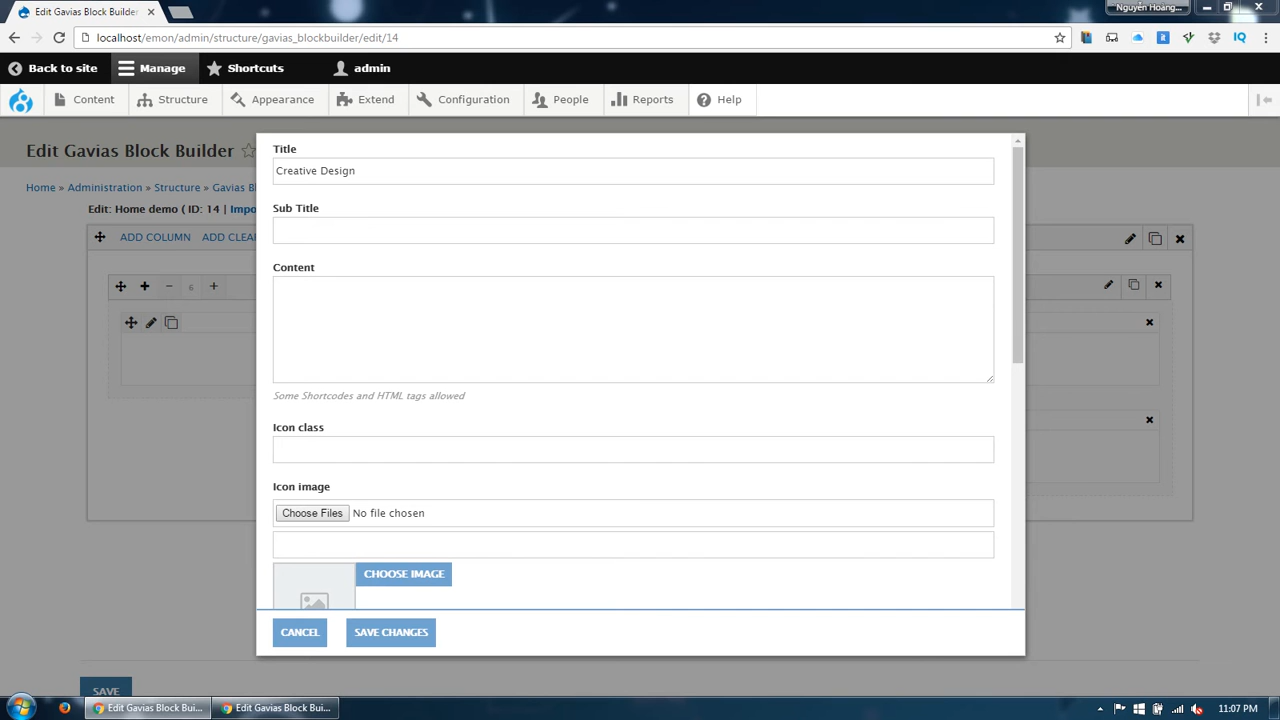 Edit Gavias Block Builder
Nguyen Hoang...
localhost/emon/admin/structure/gavias_blockbuilder/edit/14
Back to site
Manage
Shortcuts
admin
Content
Structure
Appearance
Extend
Configuration
People
Reports
Help
Edit Gavias Block Builder
Home » Administration » Structure » Gavias B
Edit: Home demo ( ID: 14 | Impo
ADD COLUMN
ADD CLEA
6
Title
Creative Design
Sub Title
Content
Some Shortcodes and HTML tags allowed
Icon class
Icon image
Choose Files
No file chosen
CHOOSE IMAGE
CANCEL
SAVE CHANGES
SAVE
Edit Gavias Block Bui...
Edit Gavias Block Bui...
11:07 PM